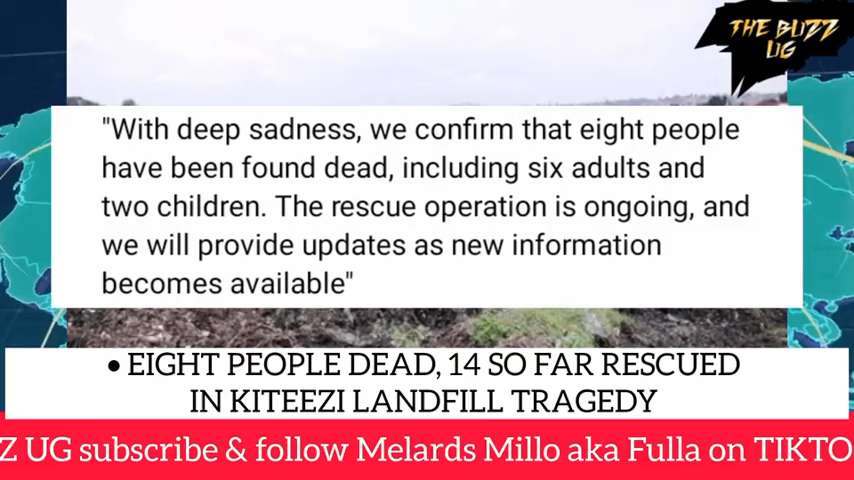 THE BUZZ
UG
"With deep sadness, we confirm that eight people
have been found dead, including six adults and
two children. The rescue operation is ongoing, and
we will provide updates as new information
becomes available"
• EIGHT PEOPLE DEAD, 14 SO FAR RESCUED
IN KITEEZI LANDFILL TRAGEDY
Z UG subscribe & follow Melards Millo aka Fulla on TIKTO